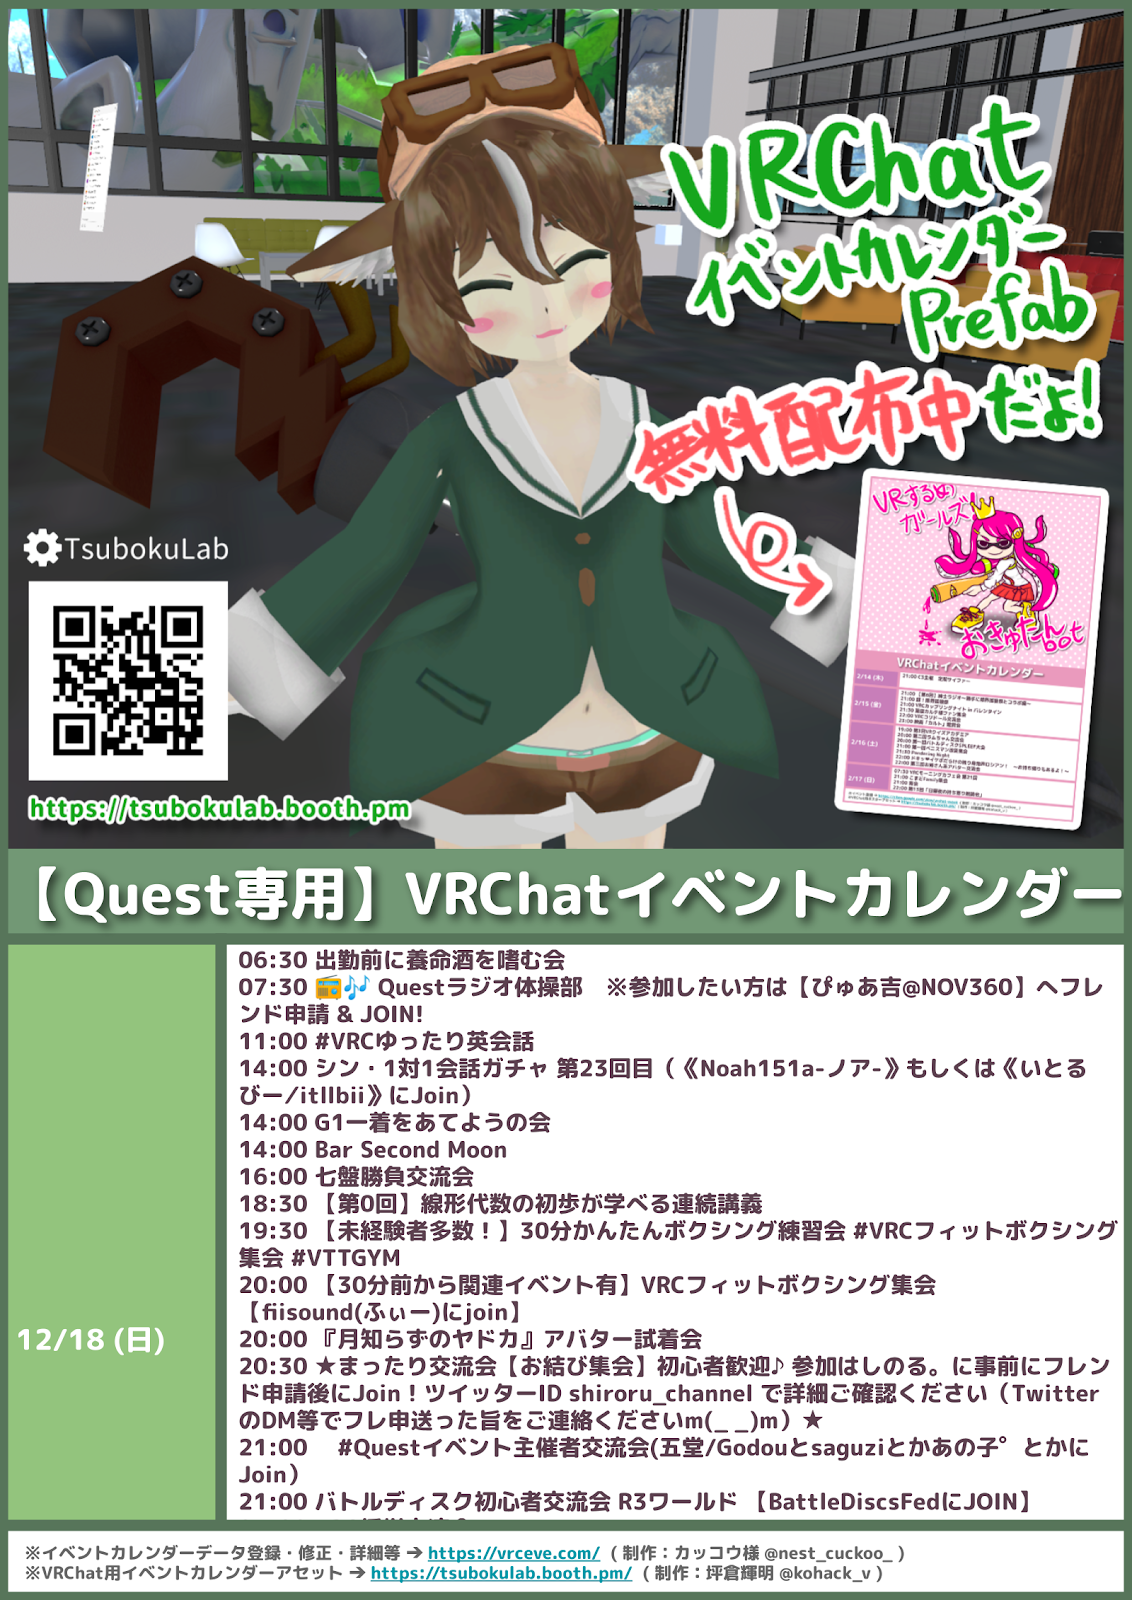 VRChat
イベントカレンダー
Prefab
無料配布中だよ!
TsubokuLab
https://tsubokulab.booth.pm
VRするめ
ガールズ
おきゅたん
bot
VRChatイベントカレンダー
2/14 (木)
2/15 (金)
2/16 (土)
2/17 (日)
【Quest専用】VRChatイベントカレンダー
12/18 (日)
06:30 出勤前に養命酒を嗜む会
07:30 📻🎶 Questラジオ体操部　※参加したい方は【ぴゅあ吉@NOV360】へフレ
ンド申請 & JOIN!
11:00 #VRCゆったり英会話
14:00 シン・1対1会話ガチャ 第23回目（《Noah151a-ノア-》もしくは《いとる
びー/itllbii》にJoin）
14:00 G1一着をあてようの会
14:00 Bar Second Moon
16:00 七盤勝負交流会
18:30 【第0回】線形代数の初歩が学べる連続講義
19:30 【未経験者多数！】30分かんたんボクシング練習会 #VRCフィットボクシング
集会 #VTTGYM
20:00 【30分前から関連イベント有】VRCフィットボクシング集会
【fiisound(ふぃー)にjoin】
20:00 『月知らずのヤドカ』アバター試着会
20:30 ★まったり交流会【お結び集会】初心者歓迎♪ 参加はしのる。に事前にフレン
ド申請後にJoin！ツイッターID shiroru_channel で詳細ご確認ください（Twitter
のDM等でフレ申送った旨をご連絡くださいm(_ _)m）★
21:00　 #Questイベント主催者交流会(五堂/Godouとsaguziとかあの子゜とかに
Join）
21:00 バトルディスク初心者交流会 R3ワールド 【BattleDiscsFedにJOIN】
※イベントカレンダーデータ登録・修正・詳細等 ➔ https://vrceve.com/（制作：カッコウ様 @nest_cuckoo_ ）
※VRChat用イベントカレンダーアセット ➔ https://tsubokulab.booth.pm/（制作：坪倉輝明 @kohack_v ）